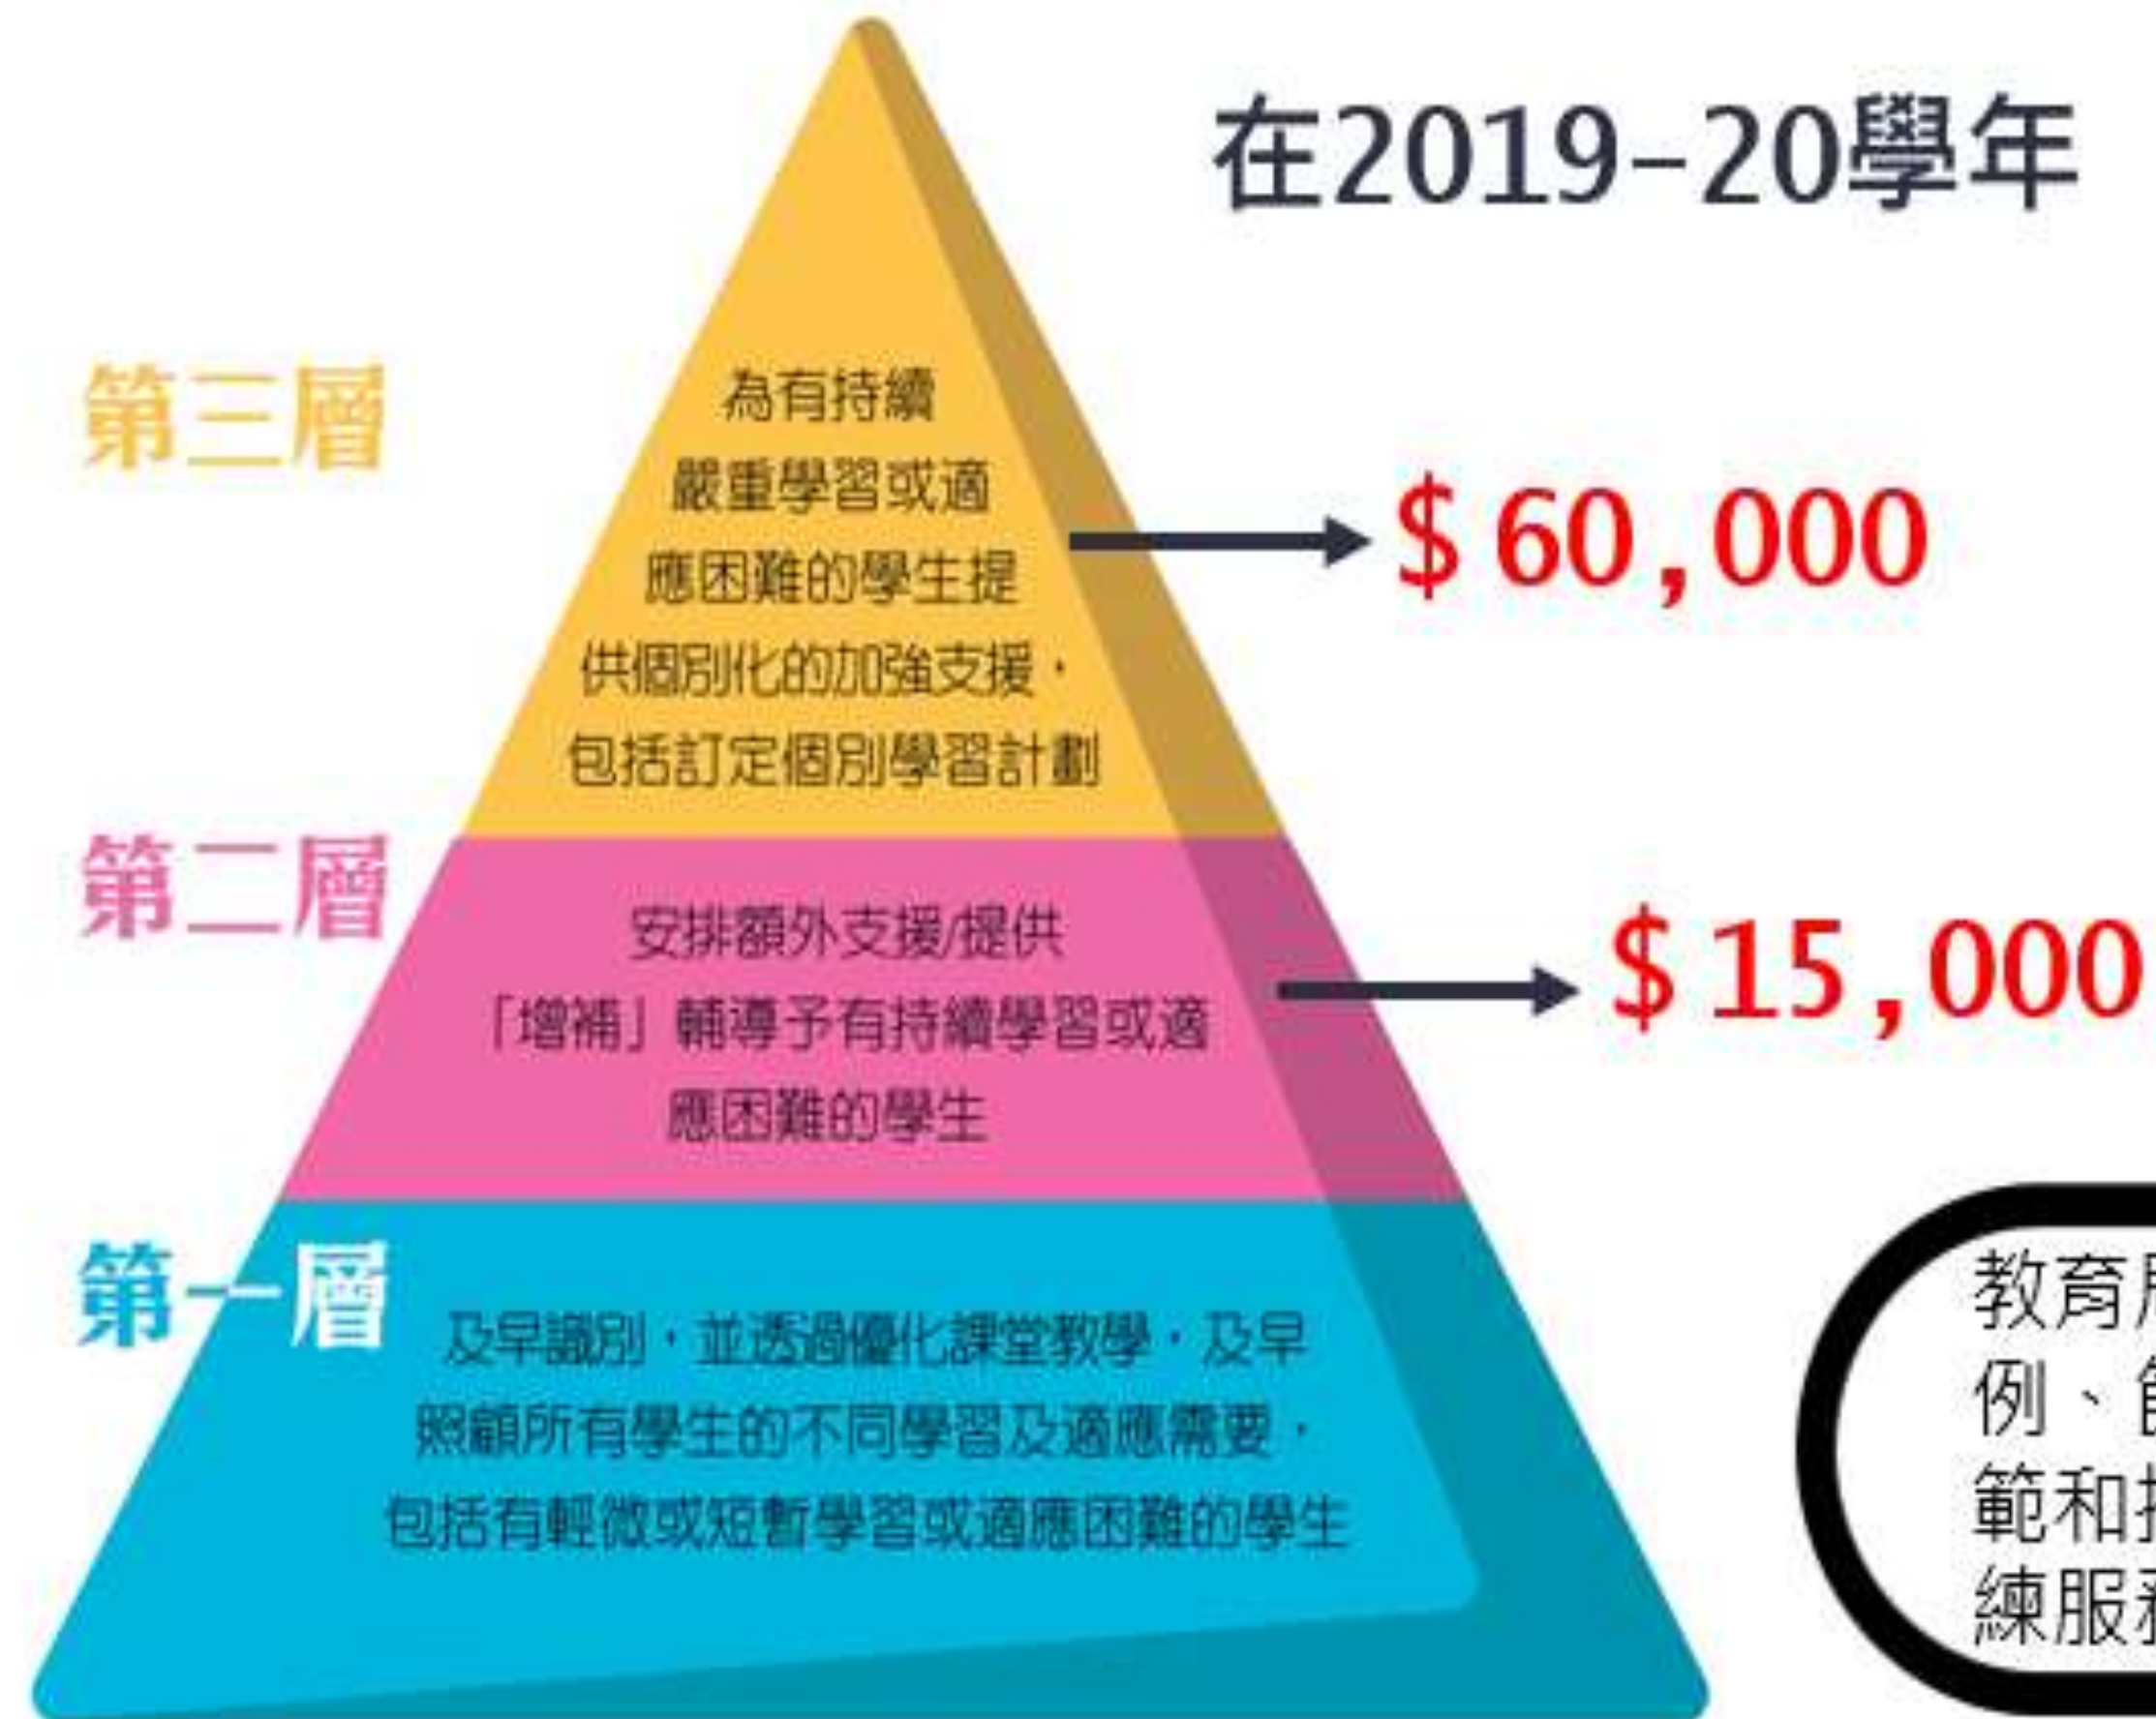 在2019-20學年
第三層
為有持續
嚴重學習或適
應困難的學生提
供個別化的加強支援，
包括訂定個別學習計劃
$60,000
第二層
安排額外支援/提供
「增補」輔導予有持續學習或適
應困難的學生
$15,000
第一層
及早識別，並透過優化課堂教學，及早
照顧所有學生的不同學習及適應需要，
包括有輕微或短暫學習或適應困難的學生
教育
例、
範和
練服